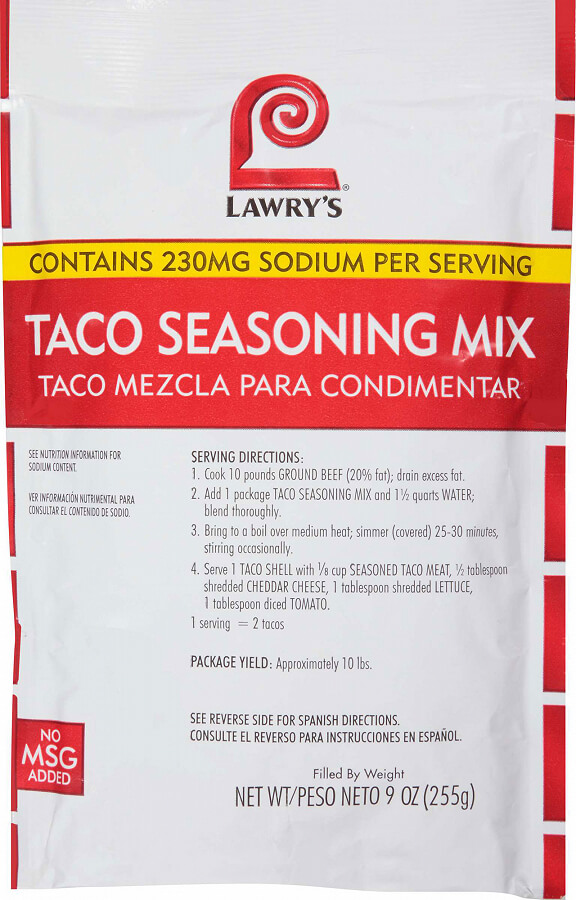 LAWRY'S®
CONTAINS 230MG SODIUM PER SERVING
TACO SEASONING MIX
TACO MEZCLA PARA CONDIMENTAR
SEE NUTRITION INFORMATION FOR
SODIUM CONTENT.
VER INFORMACIÓN NUTRIMENTAL PARA
CONSULTAR EL CONTENIDO DE SODIO.
SERVING DIRECTIONS:
1. Cook 10 pounds GROUND BEEF (20% fat); drain excess fat.
2. Add 1 package TACO SEASONING MIX and 1½ quarts WATER;
blend thoroughly.
3. Bring to a boil over medium heat; simmer (covered) 25-30 minutes,
stirring occasionally.
4. Serve 1 TACO SHELL with ⅛ cup SEASONED TACO MEAT, ½ tablespoon
shredded CHEDDAR CHEESE, 1 tablespoon shredded LETTUCE,
1 tablespoon diced TOMATO.
1 serving = 2 tacos
PACKAGE YIELD: Approximately 10 lbs.
SEE REVERSE SIDE FOR SPANISH DIRECTIONS.
CONSULTE EL REVERSO PARA INSTRUCCIONES EN ESPAÑOL.
NO
MSG
ADDED
Filled By Weight
NET WT/PESO NETO 9 OZ (255g)